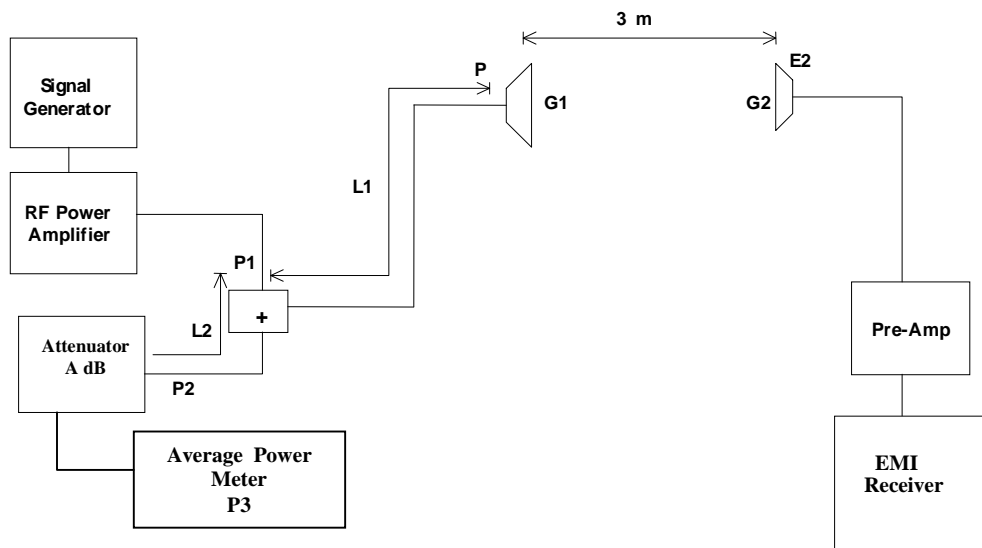 3 m
Signal
Generator
P
E2
G1
G2
L1
RF Power
Amplifier
P1
+
L2
Attenuator
A dB
P2
Pre-Amp
Average Power
Meter
P3
EMI
Receiver